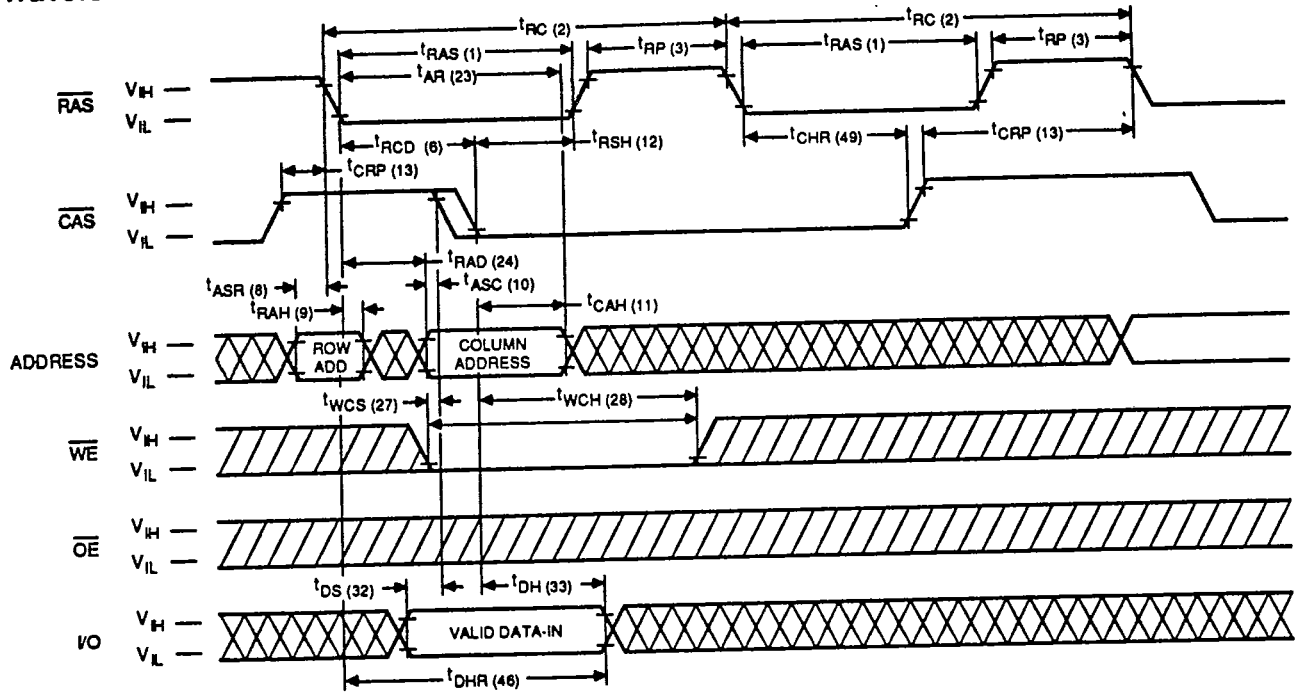 tRC (2) tRC (2)
tRAS (1) tRP (3) tRAS (1) tRP (3)
tAR (23)
RAS VIH
VIL
tRCD (6) tRSH (12) tCHR (49) tCRP (13)
tCRP (13)
CAS VIH
VIL
tRAD (24)
tASR (8) tASC (10)
tRAH (9) tCAH (11)
ADDRESS VIH ROW ADD COLUMN ADDRESS
VIL
tWCS (27) tWCH (28)
WE VIH
VIL
OE VIH
VIL
tDS (32) tDH (33)
I/O VIH VALID DATA-IN
VIL
tDHR (46)